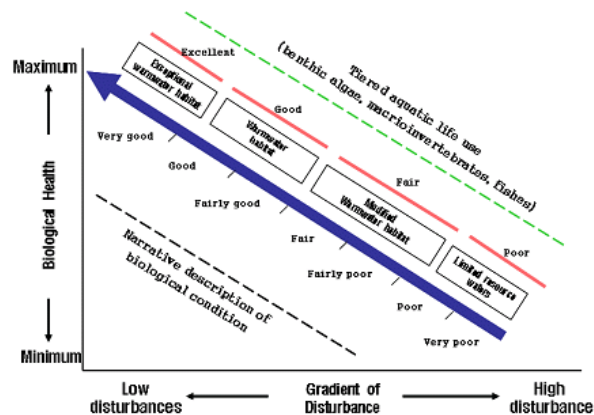 Maximum
Biological Health
Minimum
Excellent
Good
Fair
Poor
Tiered aquatic life use
(benthic algae, macrioinvertebrates, fishes)
Exceptional
warmwater habitat
Warmwater
habitat
Modified
Warmwater habitat
Limited resource
waters
Very good
Good
Fairly good
Fair
Fairly poor
Poor
Very poor
Narrative description of
biological condition
Low
disturbances
Gradient of
Disturbance
High
disturbance